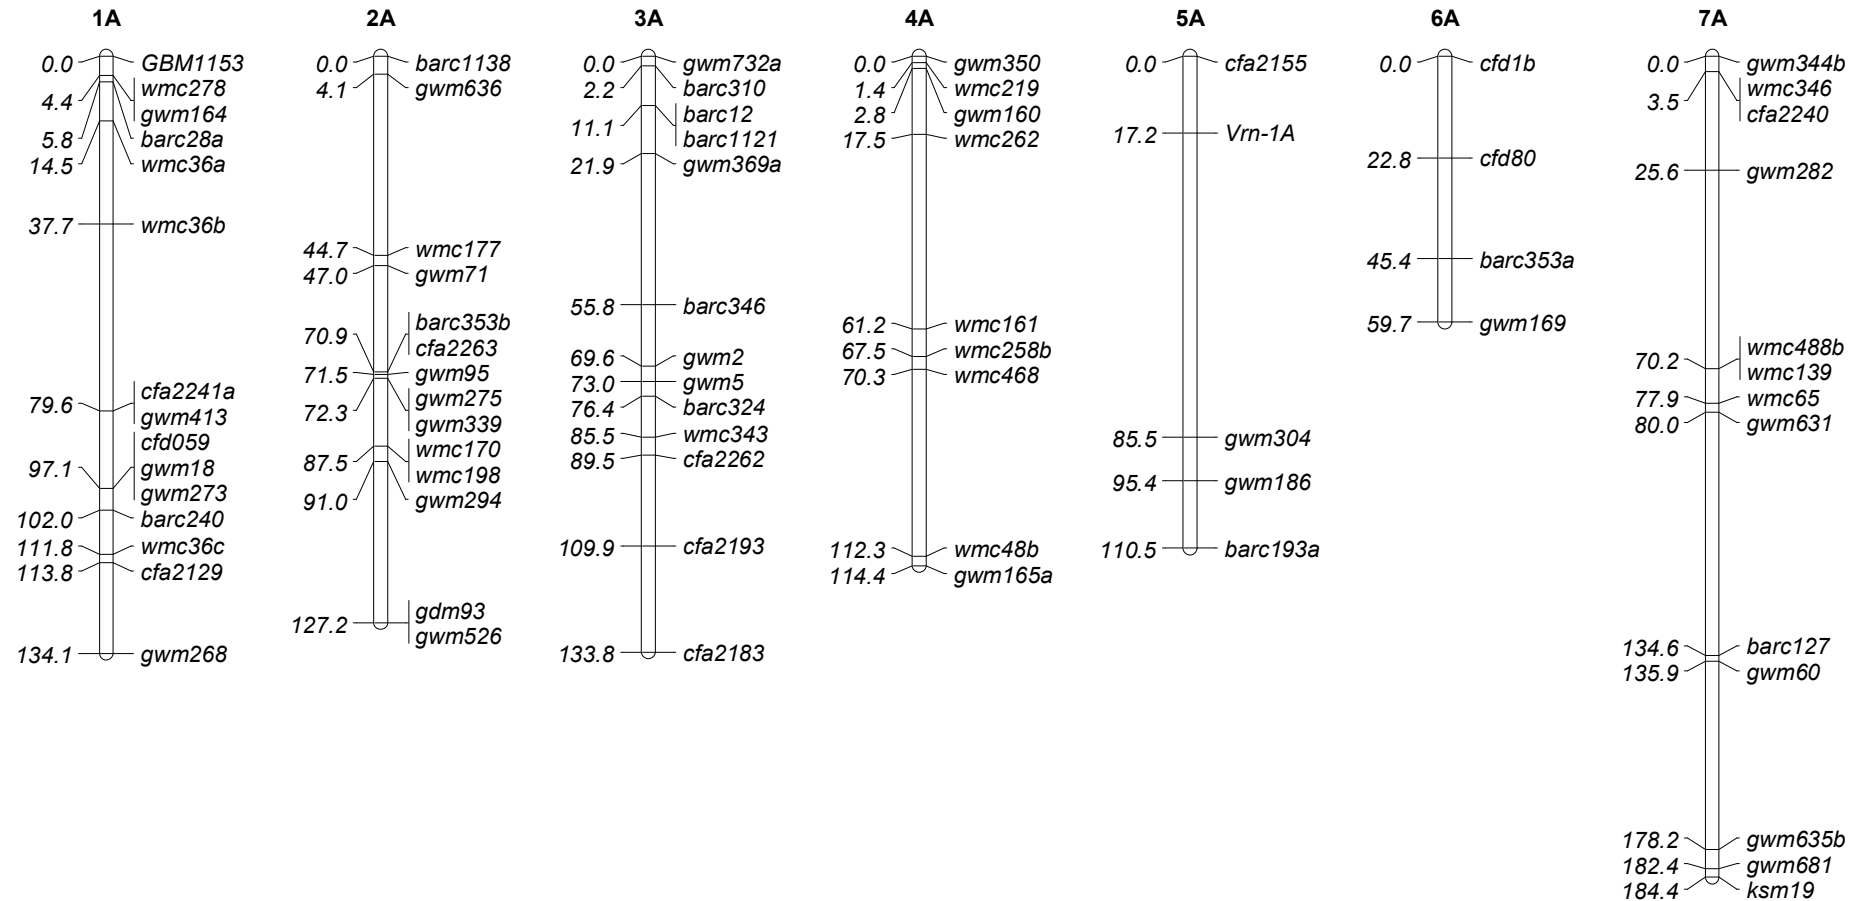 1A
0.0 GBM1153
4.4 wmc278
gwm164
5.8 barc28a
14.5 wmc36a
37.7 wmc36b
79.6 cfa2241a
gwm413
97.1 cfd059
gwm18
gwm273
102.0 barc240
111.8 wmc36c
113.8 cfa2129
134.1 gwm268
2A
0.0 barc1138
4.1 gwm636
44.7 wmc177
47.0 gwm71
70.9 barc353b
cfa2263
71.5 gwm95
72.3 gwm275
gwm339
87.5 wmc170
wmc198
91.0 gwm294
127.2 gdm93
gwm526
3A
0.0 gwm732a
2.2 barc310
11.1 barc12
barc1121
21.9 gwm369a
55.8 barc346
69.6 gwm2
73.0 gwm5
76.4 barc324
85.5 wmc343
89.5 cfa2262
109.9 cfa2193
133.8 cfa2183
4A
0.0 gwm350
1.4 wmc219
2.8 gwm160
17.5 wmc262
61.2 wmc161
67.5 wmc258b
70.3 wmc468
112.3 wmc48b
114.4 gwm165a
5A
0.0 cfa2155
17.2 Vrn-1A
85.5 gwm304
95.4 gwm186
110.5 barc193a
6A
0.0 cfd1b
22.8 cfd80
45.4 barc353a
59.7 gwm169
7A
0.0 gwm344b
3.5 wmc346
cfa2240
25.6 gwm282
70.2 wmc488b
wmc139
77.9 wmc65
80.0 gwm631
134.6 barc127
135.9 gwm60
178.2 gwm635b
182.4 gwm681
184.4 ksm19